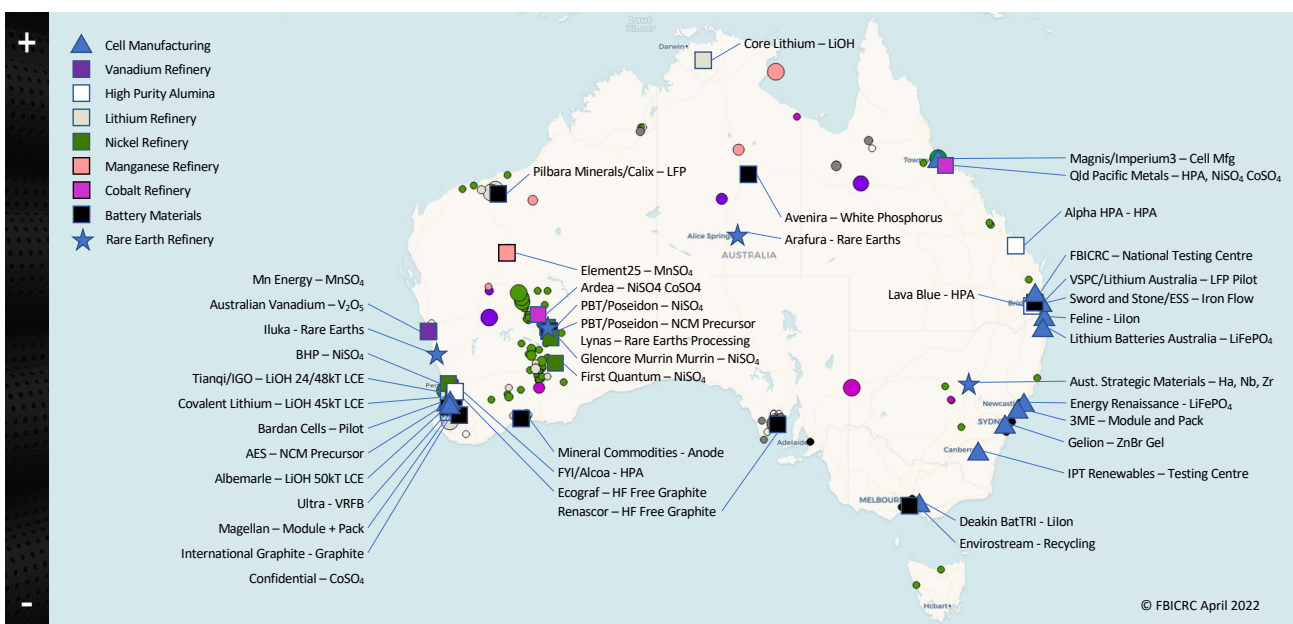 +
-
Cell Manufacturing
Vanadium Refinery
High Purity Alumina
Lithium Refinery
Nickel Refinery
Manganese Refinery
Cobalt Refinery
Battery Materials
Rare Earth Refinery
Laut
Timor
Darwin
Core Lithium – LiOH
Pilbara Minerals/Calix – LFP
Avenira – White Phosphorus
Alice Spring
Arafura - Rare Earths
AUSTRALIA
Magnis/Imperium3 – Cell Mfg
Qld Pacific Metals – HPA, NiSO₄ CoSO₄
Alpha HPA - HPA
FBICRC – National Testing Centre
VSPC/Lithium Australia – LFP Pilot
Lava Blue - HPA
Sword and Stone/ESS – Iron Flow
Feline - LiIon
Lithium Batteries Australia – LiFePO₄
Element25 – MnSO₄
Ardea – NiSO4 CoSO4
PBT/Poseidon – NiSO₄
PBT/Poseidon – NCM Precursor
Lynas – Rare Earths Processing
Glencore Murrin Murrin – NiSO₄
First Quantum – NiSO₄
Mn Energy – MnSO₄
Australian Vanadium – V₂O₅
Iluka - Rare Earths
BHP – NiSO₄
Tianqi/IGO – LiOH 24/48kT LCE
Covalent Lithium – LiOH 45kT LCE
Bardan Cells – Pilot
AES – NCM Precursor
Albemarle – LiOH 50kT LCE
Ultra - VRFB
Magellan – Module + Pack
International Graphite - Graphite
Confidential – CoSO₄
Mineral Commodities - Anode
FYI/Alcoa - HPA
Ecograf – HF Free Graphite
Renascor – HF Free Graphite
Adelaide
Aust. Strategic Materials – Ha, Nb, Zr
Newcastl
Energy Renaissance - LiFePO₄
SYDN
3ME – Module and Pack
Gelion – ZnBr Gel
Canber
IPT Renewables – Testing Centre
MELBOUR
Deakin BatTRI - LiIon
Envirostream - Recycling
Hobart
© FBICRC April 2022